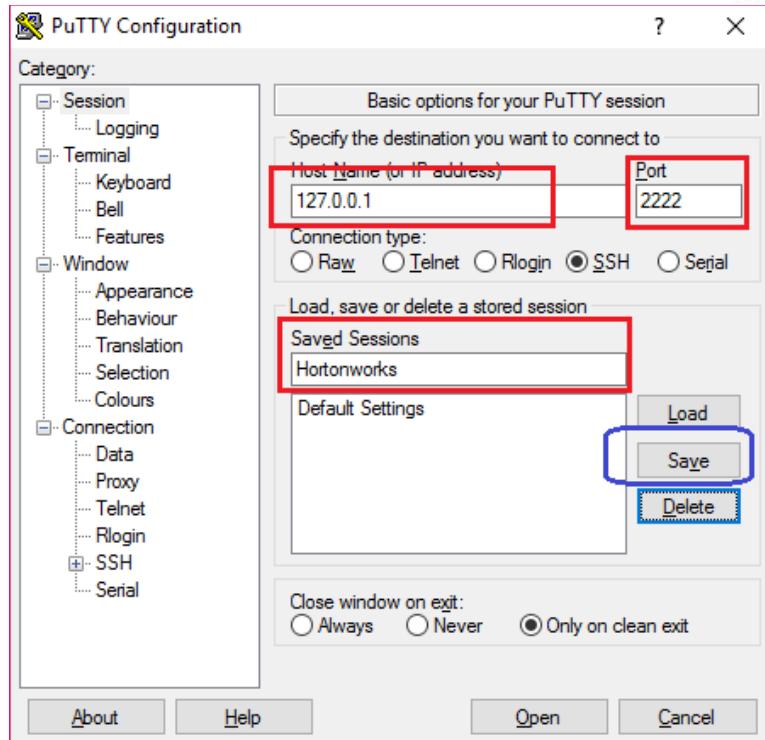 PuTTY Configuration
?
Category:
Session
Logging
Terminal
Keyboard
Bell
Features
Window
Appearance
Behaviour
Translation
Selection
Colours
Connection
Data
Proxy
Telnet
Rlogin
SSH
Serial
Basic options for your PuTTY session
Specify the destination you want to connect to
Host Name (or IP address) Port
127.0.0.1 2222
Connection type:
Raw Telnet Rlogin SSH Serial
Load, save or delete a stored session
Saved Sessions
Hortonworks
Default Settings
Load
Save
Delete
Close window on exit:
Always Never Only on clean exit
About Help Open Cancel